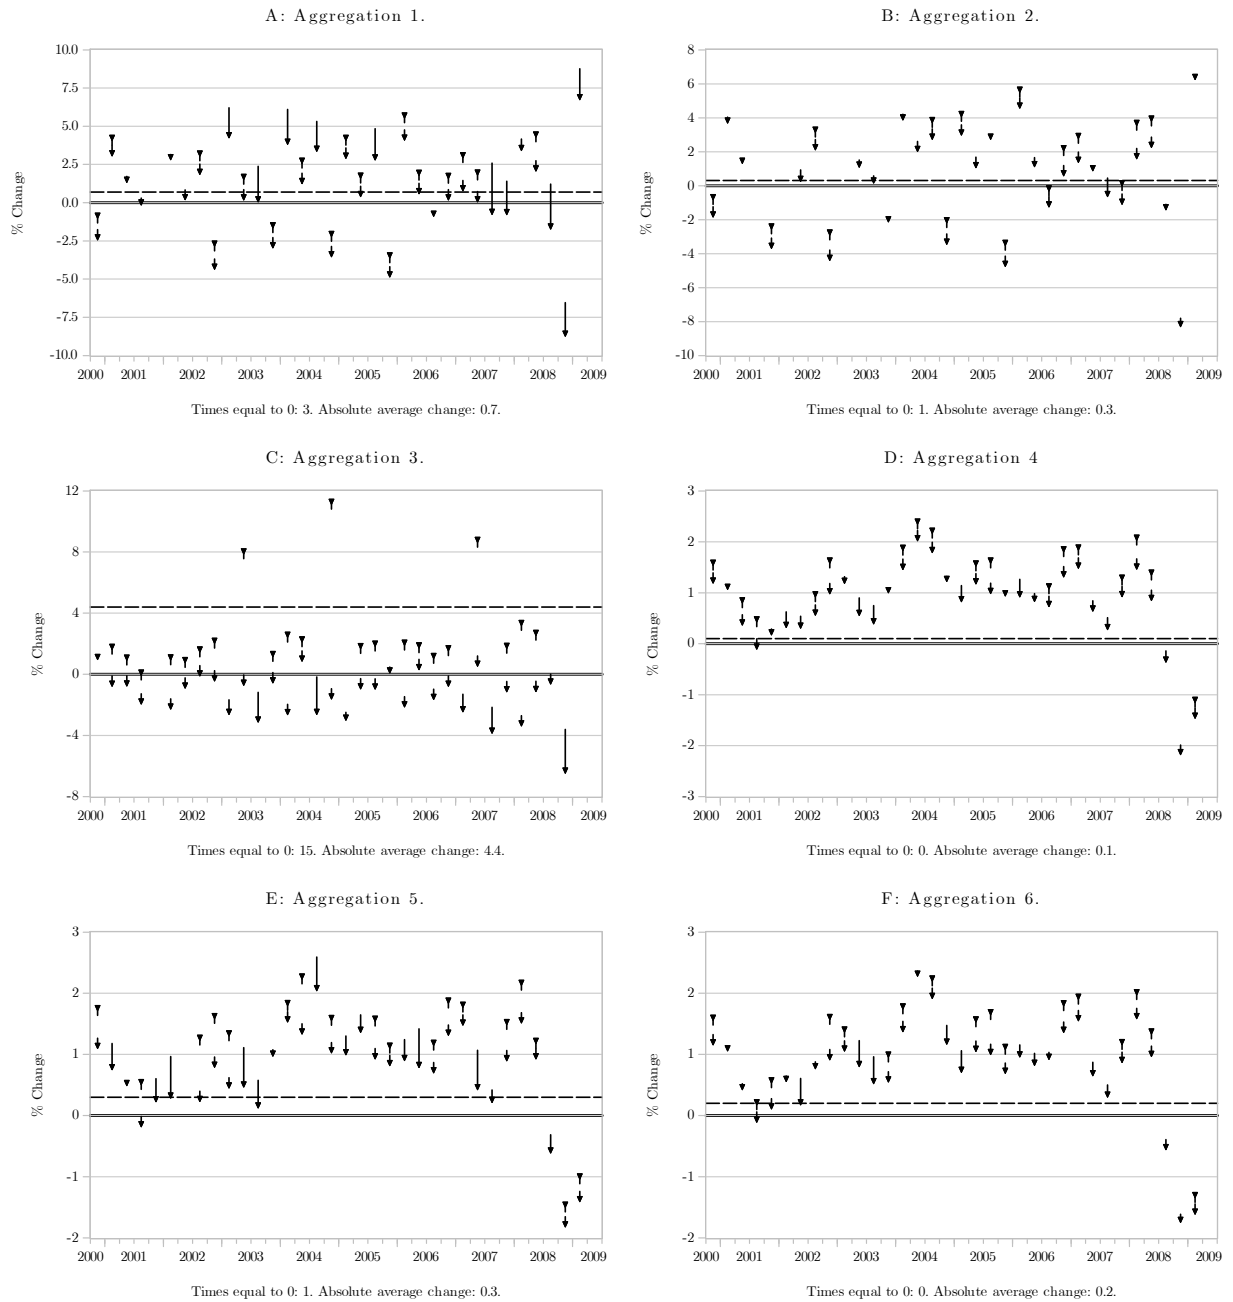 A: Aggregation 1.
% Change
10.0
7.5
5.0
2.5
0.0
-2.5
-5.0
-7.5
-10.0
2000 2001 2002 2003 2004 2005 2006 2007 2008 2009
Times equal to 0: 3. Absolute average change: 0.7.
B: Aggregation 2.
% Change
8
6
4
2
0
-2
-4
-6
-8
-10
2000 2001 2002 2003 2004 2005 2006 2007 2008 2009
Times equal to 0: 1. Absolute average change: 0.3.
C: Aggregation 3.
% Change
12
8
4
0
-4
-8
2000 2001 2002 2003 2004 2005 2006 2007 2008 2009
Times equal to 0: 15. Absolute average change: 4.4.
D: Aggregation 4
% Change
3
2
1
0
-1
-2
-3
2000 2001 2002 2003 2004 2005 2006 2007 2008 2009
Times equal to 0: 0. Absolute average change: 0.1.
E: Aggregation 5.
% Change
3
2
1
0
-1
-2
2000 2001 2002 2003 2004 2005 2006 2007 2008 2009
Times equal to 0: 1. Absolute average change: 0.3.
F: Aggregation 6.
% Change
3
2
1
0
-1
-2
2000 2001 2002 2003 2004 2005 2006 2007 2008 2009
Times equal to 0: 0. Absolute average change: 0.2.